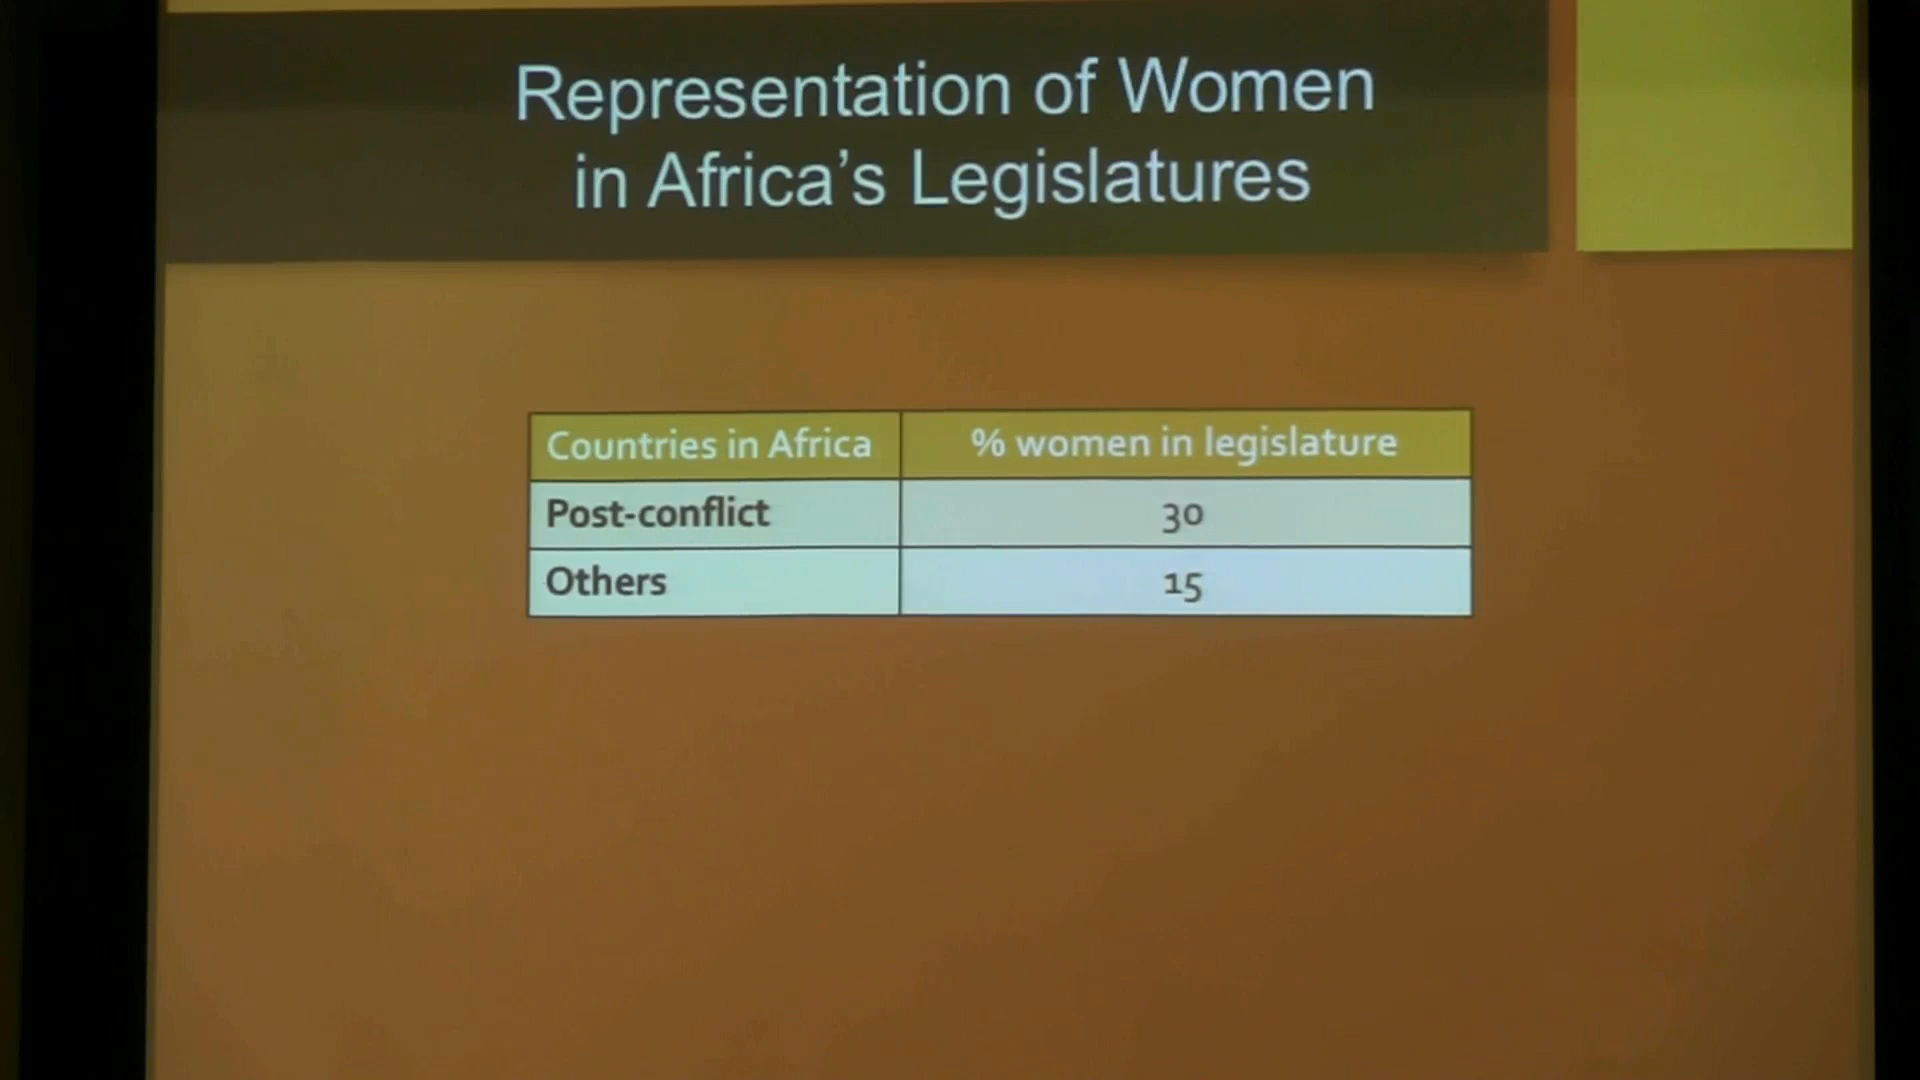 Representation of Women
in Africa’s Legislatures
Countries in Africa % women in legislature
Post-conflict 30
Others 15